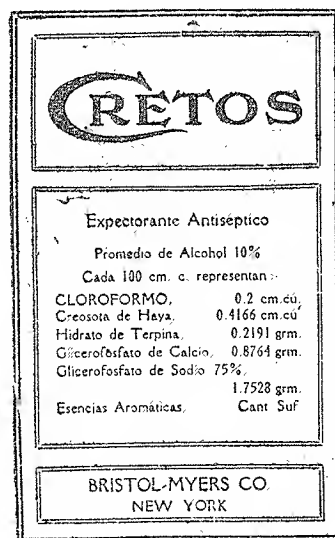 CRETOS
Expectorante Antiséptico
Promedio de Alcohol 10%
Cada 100 cm. c. representan:
CLOROFORMO, 0.2 cm.cú.
Creosota de Haya, 0.4166 cm.cú
Hidrato de Terpina, 0.2191 grm.
Glicerofosfato de Calcio, 0.8764 grm.
Glicerofosfato de Sodio 75%,
1.7528 grm.
Esencias Aromáticas, Cant Suf
BRISTOL-MYERS CO.
NEW YORK